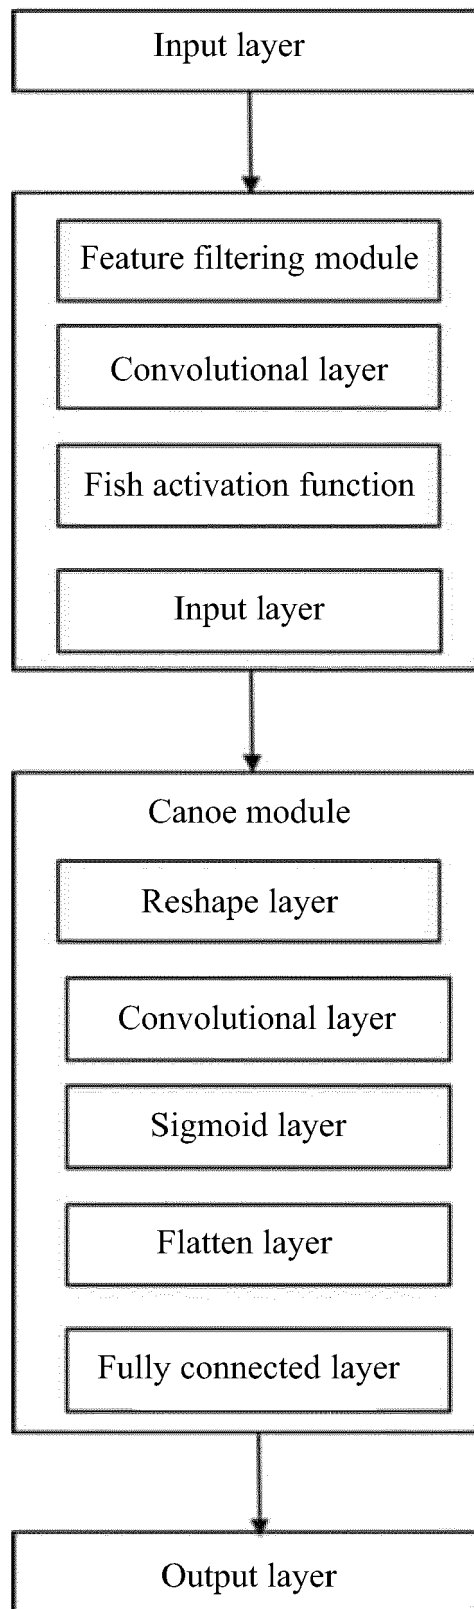 Input layer
Feature filtering module
Convolutional layer
Fish activation function
Input layer
Canoe module
Reshape layer
Convolutional layer
Sigmoid layer
Flatten layer
Fully connected layer
Output layer